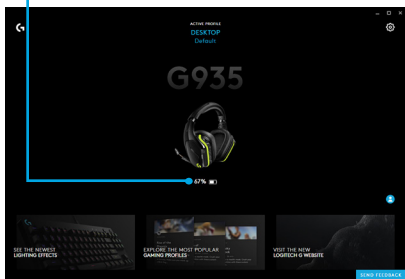 ACTIVE PROFILE
DESKTOP
Default
G935
67%
SEE THE NEWEST
LIGHTING EFFECTS
EXPLORE THE MOST POPULAR
GAMING PROFILES
VISIT THE NEW
LOGITECH G WEBSITE
SEND FEEDBACK